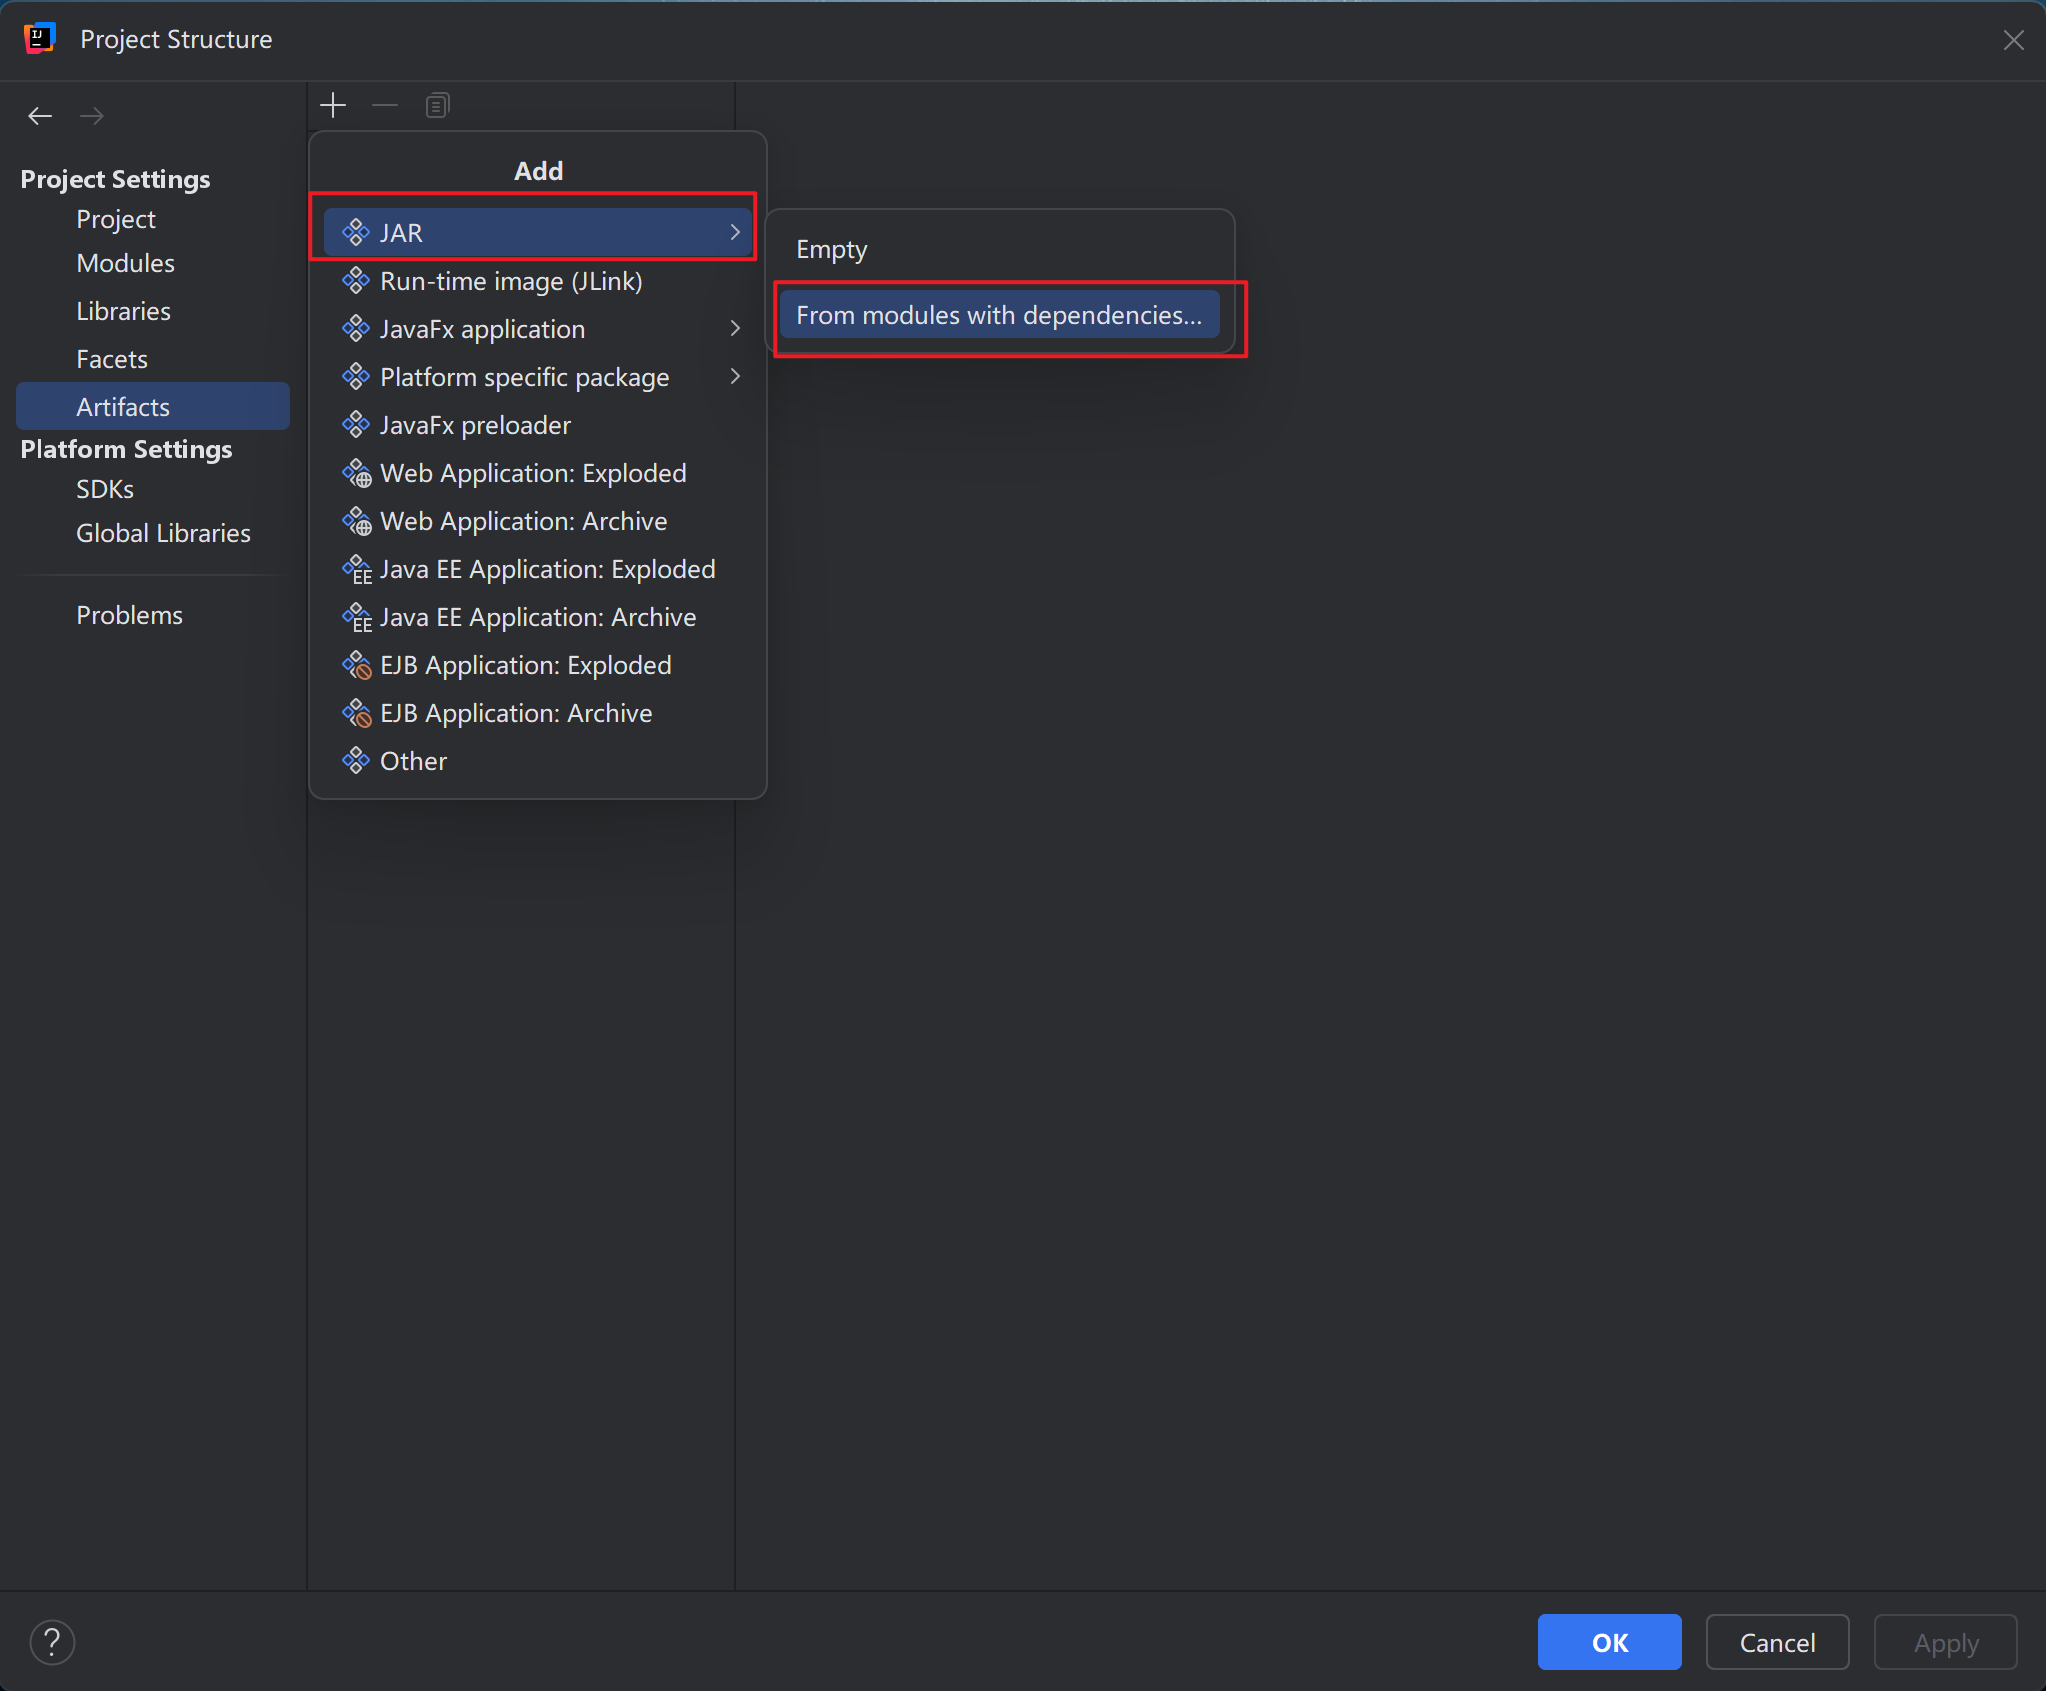 Project Structure
Project Settings
Project
Modules
Libraries
Facets
Artifacts
Platform Settings
SDKs
Global Libraries
Problems
Add
JAR
Run-time image (JLink)
JavaFx application
Platform specific package
JavaFx preloader
Web Application: Exploded
Web Application: Archive
Java EE Application: Exploded
Java EE Application: Archive
EJB Application: Exploded
EJB Application: Archive
Other
Empty
From modules with dependencies...
?
OK
Cancel
Apply